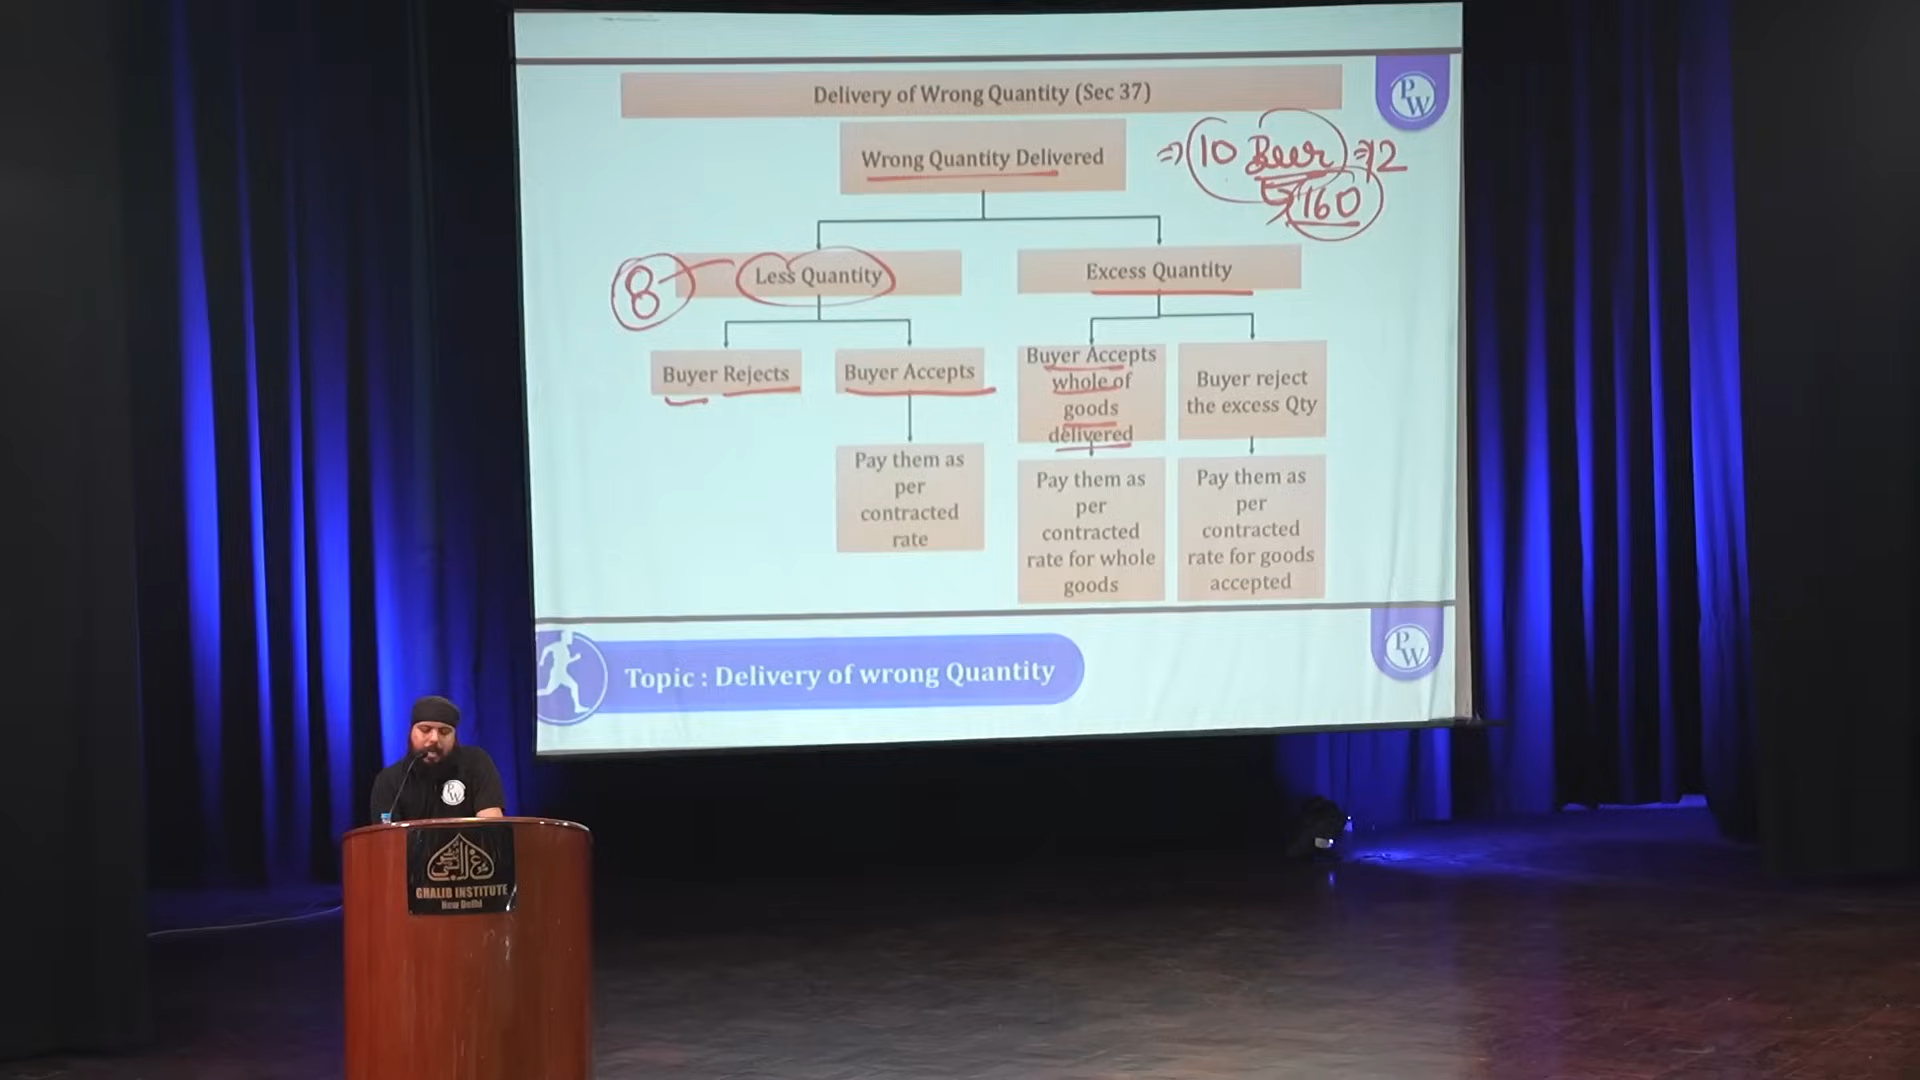 Delivery of Wrong Quantity (Sec 37)
Wrong Quantity Delivered
⇒ 10 Beer ⇒ 12
160
8
Less Quantity
Excess Quantity
Buyer Rejects
Buyer Accepts
Buyer Accepts
whole of
goods
delivered
Buyer reject
the excess Qty
Pay them as
per
contracted
rate
Pay them as
per
contracted
rate for whole
goods
Pay them as
per
contracted
rate for goods
accepted
Topic : Delivery of wrong Quantity
PW
PW
PW
GHALIB INSTITUTE
New Delhi